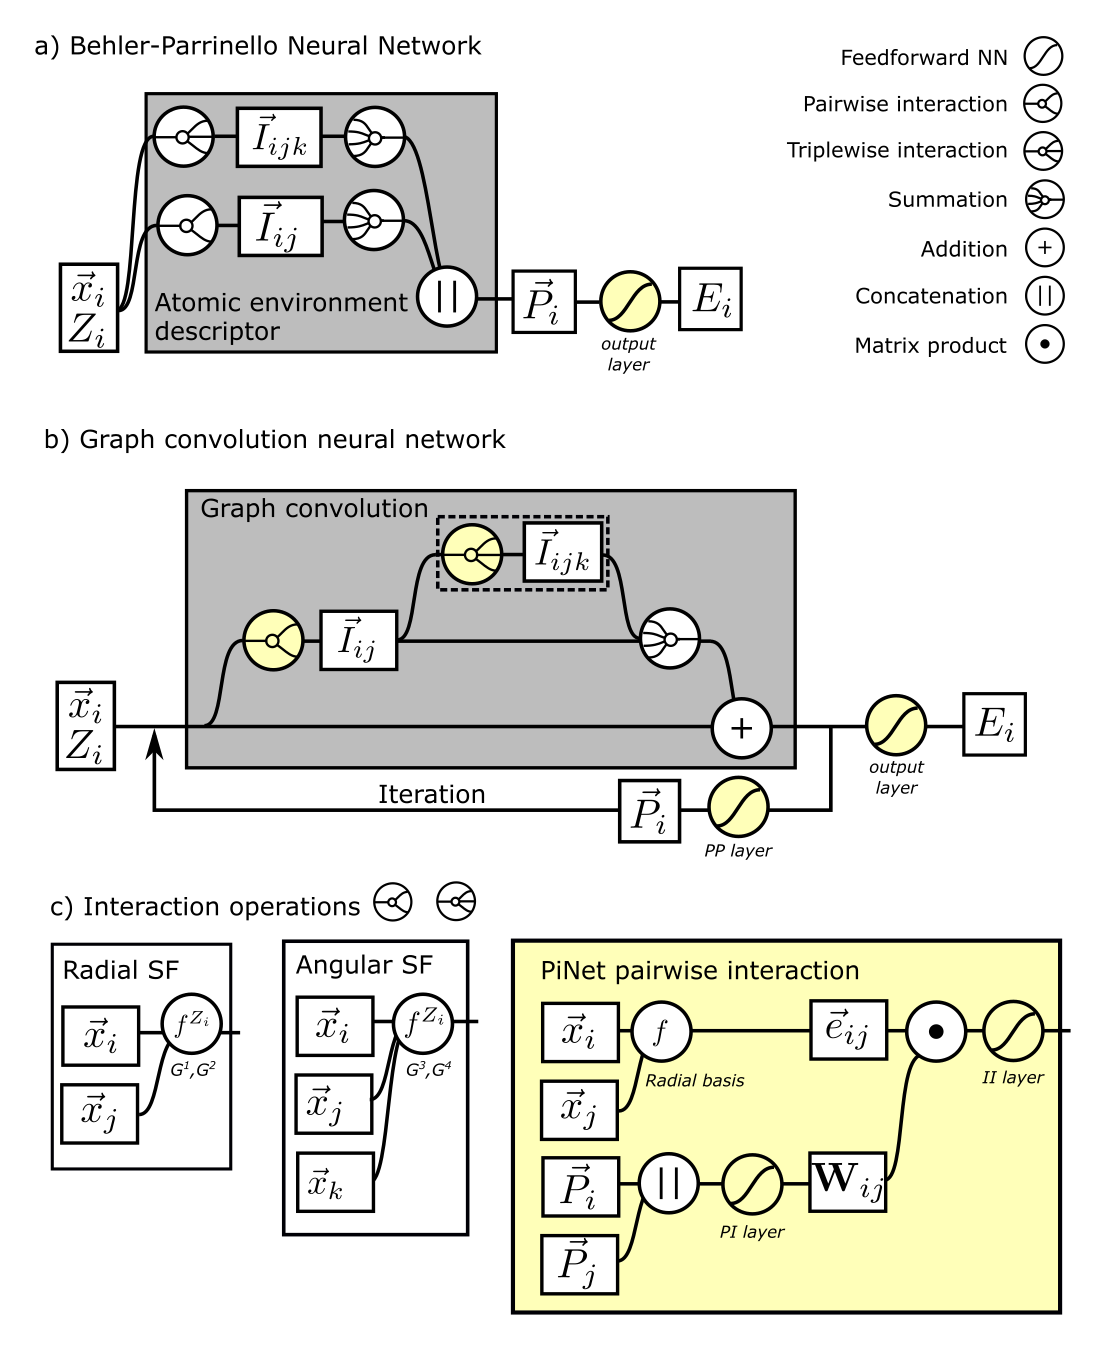 a) Behler-Parrinello Neural Network
Feedforward NN
Pairwise interaction
Triplewise interaction
Summation
Addition +
Concatenation ||
Matrix product •
I⃗ᵢⱼₖ
I⃗ᵢⱼ
x⃗ᵢ
Zᵢ
Atomic environment
descriptor
||
P⃗ᵢ
output
layer
Eᵢ
b) Graph convolution neural network
Graph convolution
I⃗ᵢⱼₖ
I⃗ᵢⱼ
x⃗ᵢ
Zᵢ
+
output
layer
Eᵢ
Iteration
P⃗ᵢ
PP layer
c) Interaction operations
Radial SF
x⃗ᵢ
f^{Zᵢ}
G¹,G²
x⃗ⱼ
Angular SF
x⃗ᵢ
f^{Zᵢ}
G³,G⁴
x⃗ⱼ
x⃗ₖ
PiNet pairwise interaction
x⃗ᵢ
f
Radial basis
x⃗ⱼ
e⃗ᵢⱼ
•
II layer
P⃗ᵢ
||
PI layer
Wᵢⱼ
P⃗ⱼ